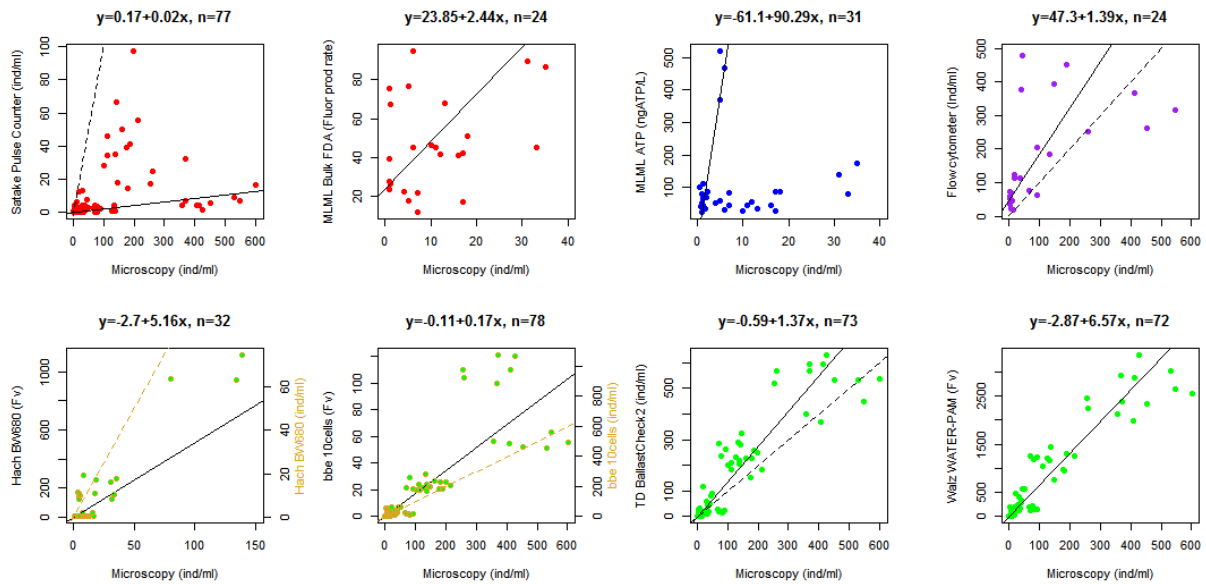 y=0.17+0.02x, n=77
Satake Pulse Counter (ind/ml)
0 20 40 60 80 100
0 100 200 300 400 500 600
Microscopy (ind/ml)
y=23.85+2.44x, n=24
MLML Bulk FDA (Fluor prod rate)
20 40 60 80
0 10 20 30 40
Microscopy (ind/ml)
y=-61.1+90.29x, n=31
MLML ATP (ngATP/L)
100 200 300 400 500
0 10 20 30 40
Microscopy (ind/ml)
y=47.3+1.39x, n=24
Flowcytometer (Ind/ml)
0 100 200 300 400 500
0 100 200 300 400 500 600
Microscopy (ind/ml)
y=-2.7+5.16x, n=32
Hach BW680 (Fv)
0 200 400 600 800 1000
0 50 100 150
0 20 40 60
Hach BW680 (ind/ml)
Microscopy (ind/ml)
y=-0.11+0.17x, n=78
bbe 10cells (Fv)
0 20 40 60 80 100
0 100 200 300 400 500 600
0 200 400 600 800
bbe 10cells (ind/ml)
Microscopy (ind/ml)
y=-0.59+1.37x, n=73
TD BallastCheck2 (ind/ml)
0 100 200 300 400 500
0 100 200 300 400 500 600
Microscopy (ind/ml)
y=-2.87+6.57x, n=72
Walz WATER-PAM (Fv)
0 500 1500 2500
0 100 200 300 400 500 600
Microscopy (ind/ml)